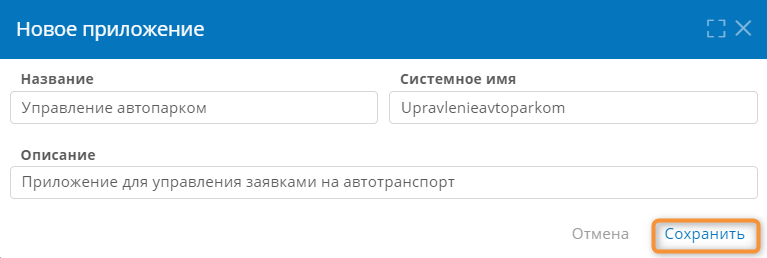 Новое приложение
Название
Системное имя
Управление автопарком
Upravlenieavtoparkom
Описание
Приложение для управления заявками на автотранспорт
Отмена
Сохранить